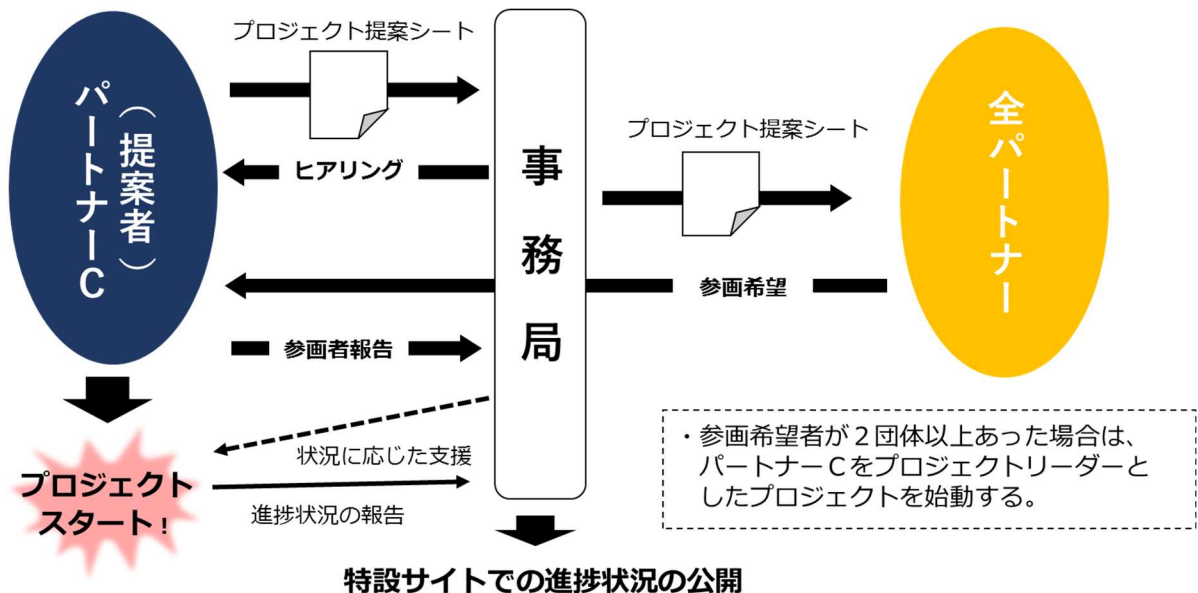 プロジェクト提案シート
パートナーC
（提案者）
ヒアリング
事務局
プロジェクト提案シート
全パートナー
参画希望
参画者報告
状況に応じた支援
進捗状況の報告
プロジェクト
スタート！
・参画希望者が２団体以上あった場合は、
パートナーＣをプロジェクトリーダーと
したプロジェクトを始動する。
特設サイトでの進捗状況の公開